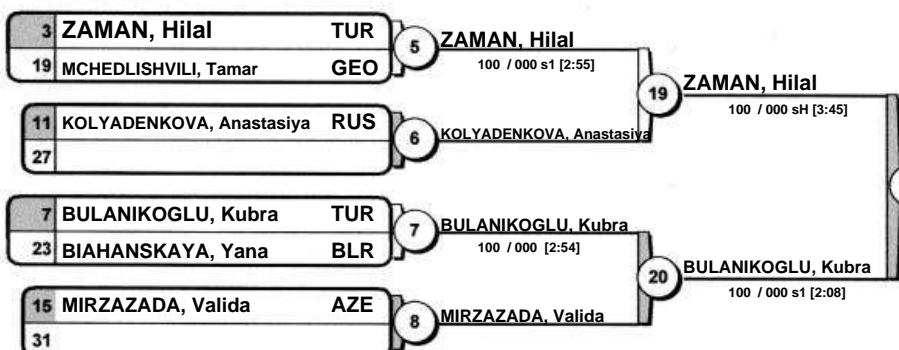 3 ZAMAN, Hilal TUR
19 MCHEDLISHVILI, Tamar GEO
5
ZAMAN, Hilal
100 / 000 s1 [2:55]
11 KOLYADENKOVA, Anastasiya RUS
27
6
KOLYADENKOVA, Anastasiya
19
ZAMAN, Hilal
100 / 000 sH [3:45]
7 BULANIKOGLU, Kubra TUR
23 BIAHANSKAYA, Yana BLR
7
BULANIKOGLU, Kubra
100 / 000 [2:54]
15 MIRZAZADA, Valida AZE
31
8
MIRZAZADA, Valida
20
BULANIKOGLU, Kubra
100 / 000 s1 [2:08]